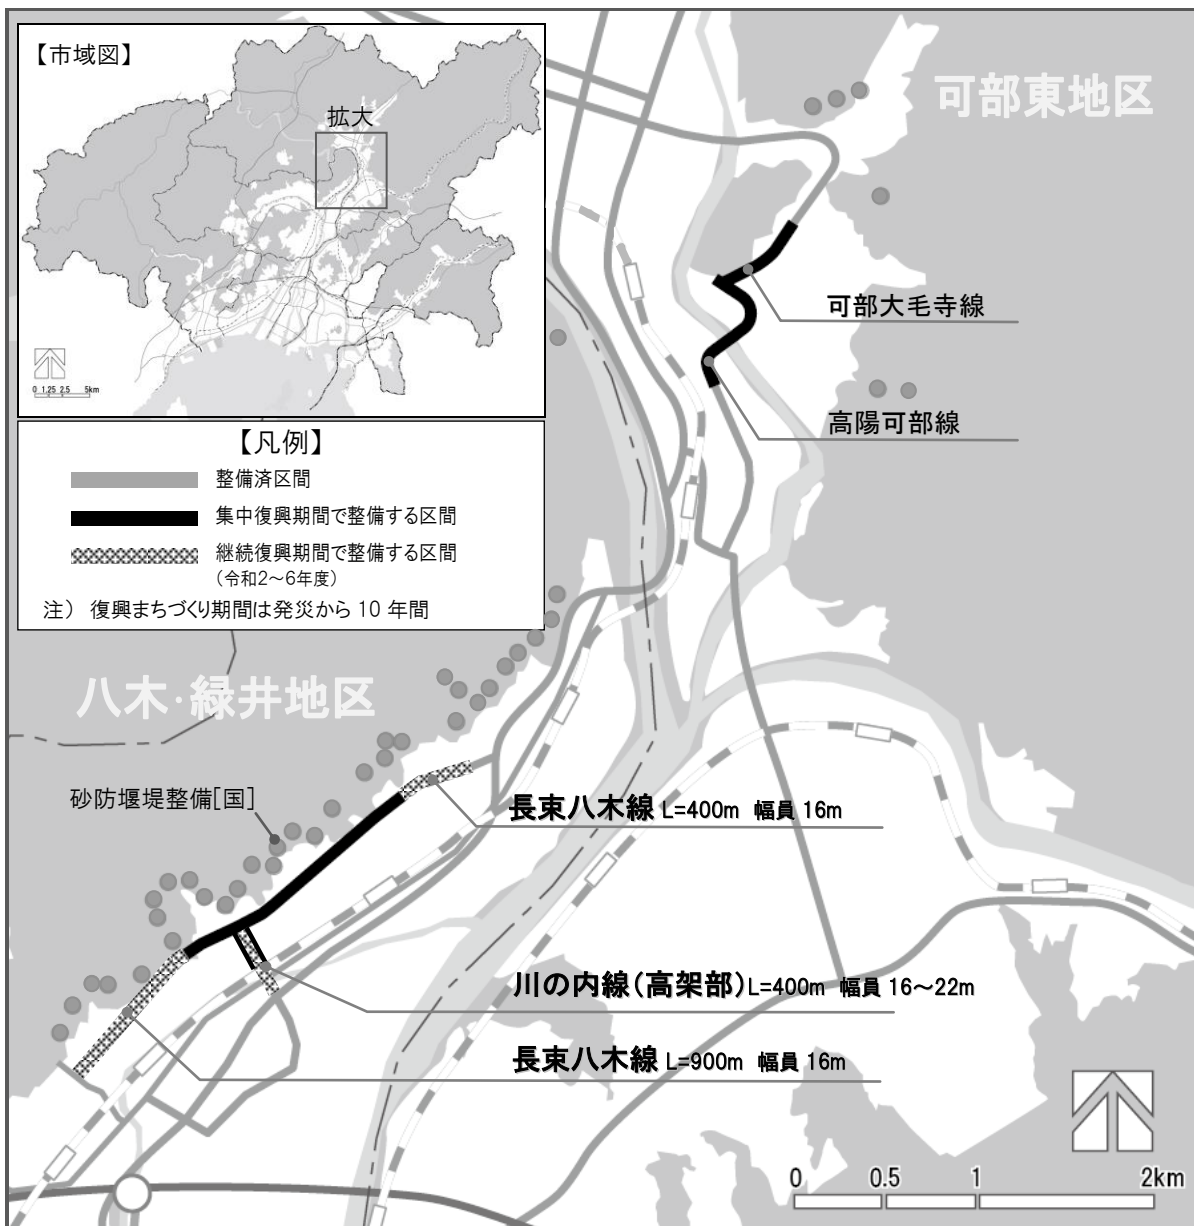 【市域図】
拡大
0 1.25 2.5 5km
【凡例】
整備済区間
集中復興期間で整備する区間
継続復興期間で整備する区間
(令和2~6年度)
注) 復興まちづくり期間は発災から 10 年間
可部東地区
可部大毛寺線
高陽可部線
八木・緑井地区
砂防堰堤整備[国]
長束八木線 L=400m 幅員 16m
川の内線(高架部)L=400m 幅員 16~22m
長束八木線 L=900m 幅員 16m
0 0.5 1 2km